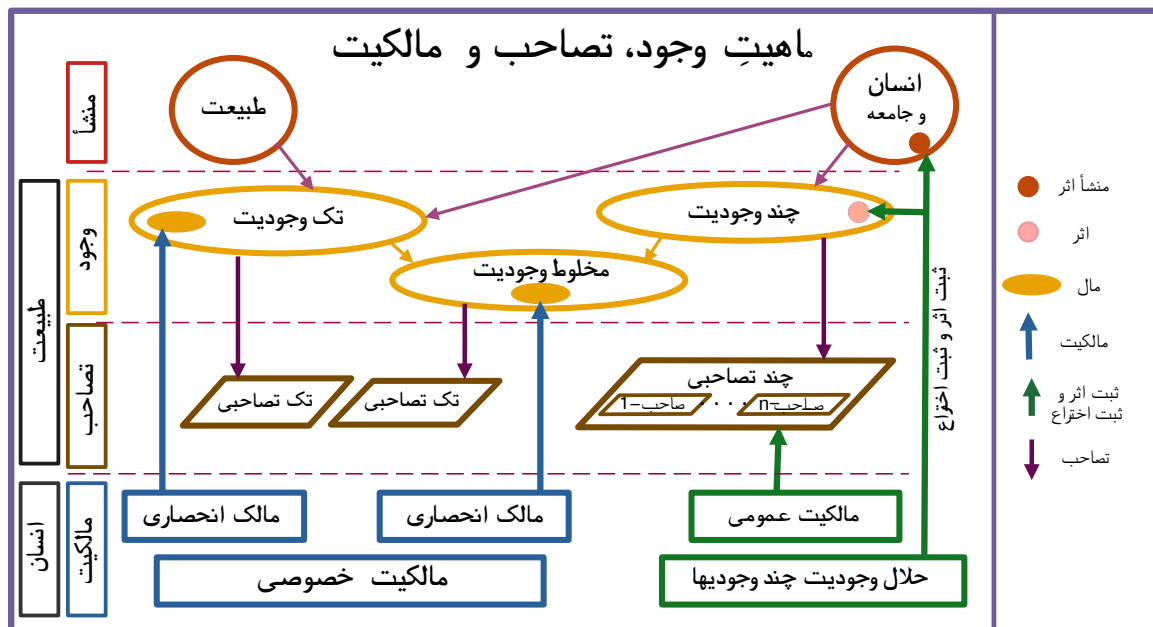 ماهیتِ وجود، تصاحب و مالکیت
منشأ
انسان
و جامعه
طبیعت
طبیعت
وجود
چند وجودیت
تک وجودیت
مخلوط وجودیت
تصاحب
چند تصاحبی
صاحب-1
. . .
صاحب-n
تک تصاحبی
تک تصاحبی
ثبت اثر و ثبت اختراع
انسان
مالکیت
مالکیت عمومی
مالک انحصاری
مالک انحصاری
حلال وجودیت چند وجودیها
مالکیت خصوصی
منشأ اثر
اثر
مال
مالکیت
ثبت اثر و
ثبت اختراع
تصاحب